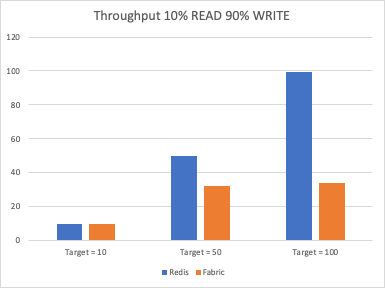 Throughput 10% READ 90% WRITE
120
100
80
60
40
20
0
Target = 10 Target = 50 Target = 100
Redis Fabric